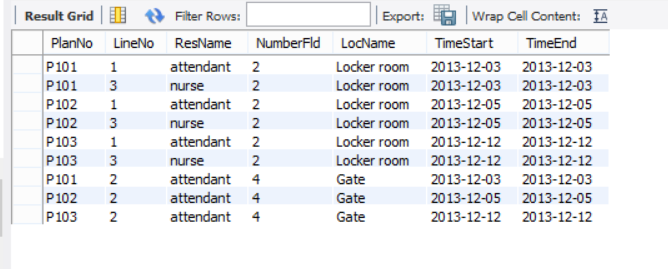 Result Grid Filter Rows: Export: Wrap Cell Content: IA
PlanNo LineNo ResName NumberFld LocName TimeStart TimeEnd
P101 1 attendant 2 Locker room 2013-12-03 2013-12-03
P101 3 nurse 2 Locker room 2013-12-03 2013-12-03
P102 1 attendant 2 Locker room 2013-12-05 2013-12-05
P102 3 nurse 2 Locker room 2013-12-05 2013-12-05
P103 1 attendant 2 Locker room 2013-12-12 2013-12-12
P103 3 nurse 2 Locker room 2013-12-12 2013-12-12
P101 2 attendant 4 Gate 2013-12-03 2013-12-03
P102 2 attendant 4 Gate 2013-12-05 2013-12-05
P103 2 attendant 4 Gate 2013-12-12 2013-12-12